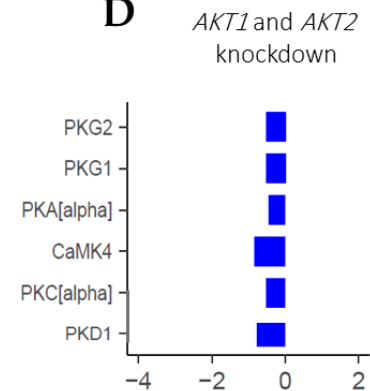 D
AKT1 and AKT2
knockdown
PKG2
PKG1
PKA[alpha]
CaMK4
PKC[alpha]
PKD1
−4 −2 0 2